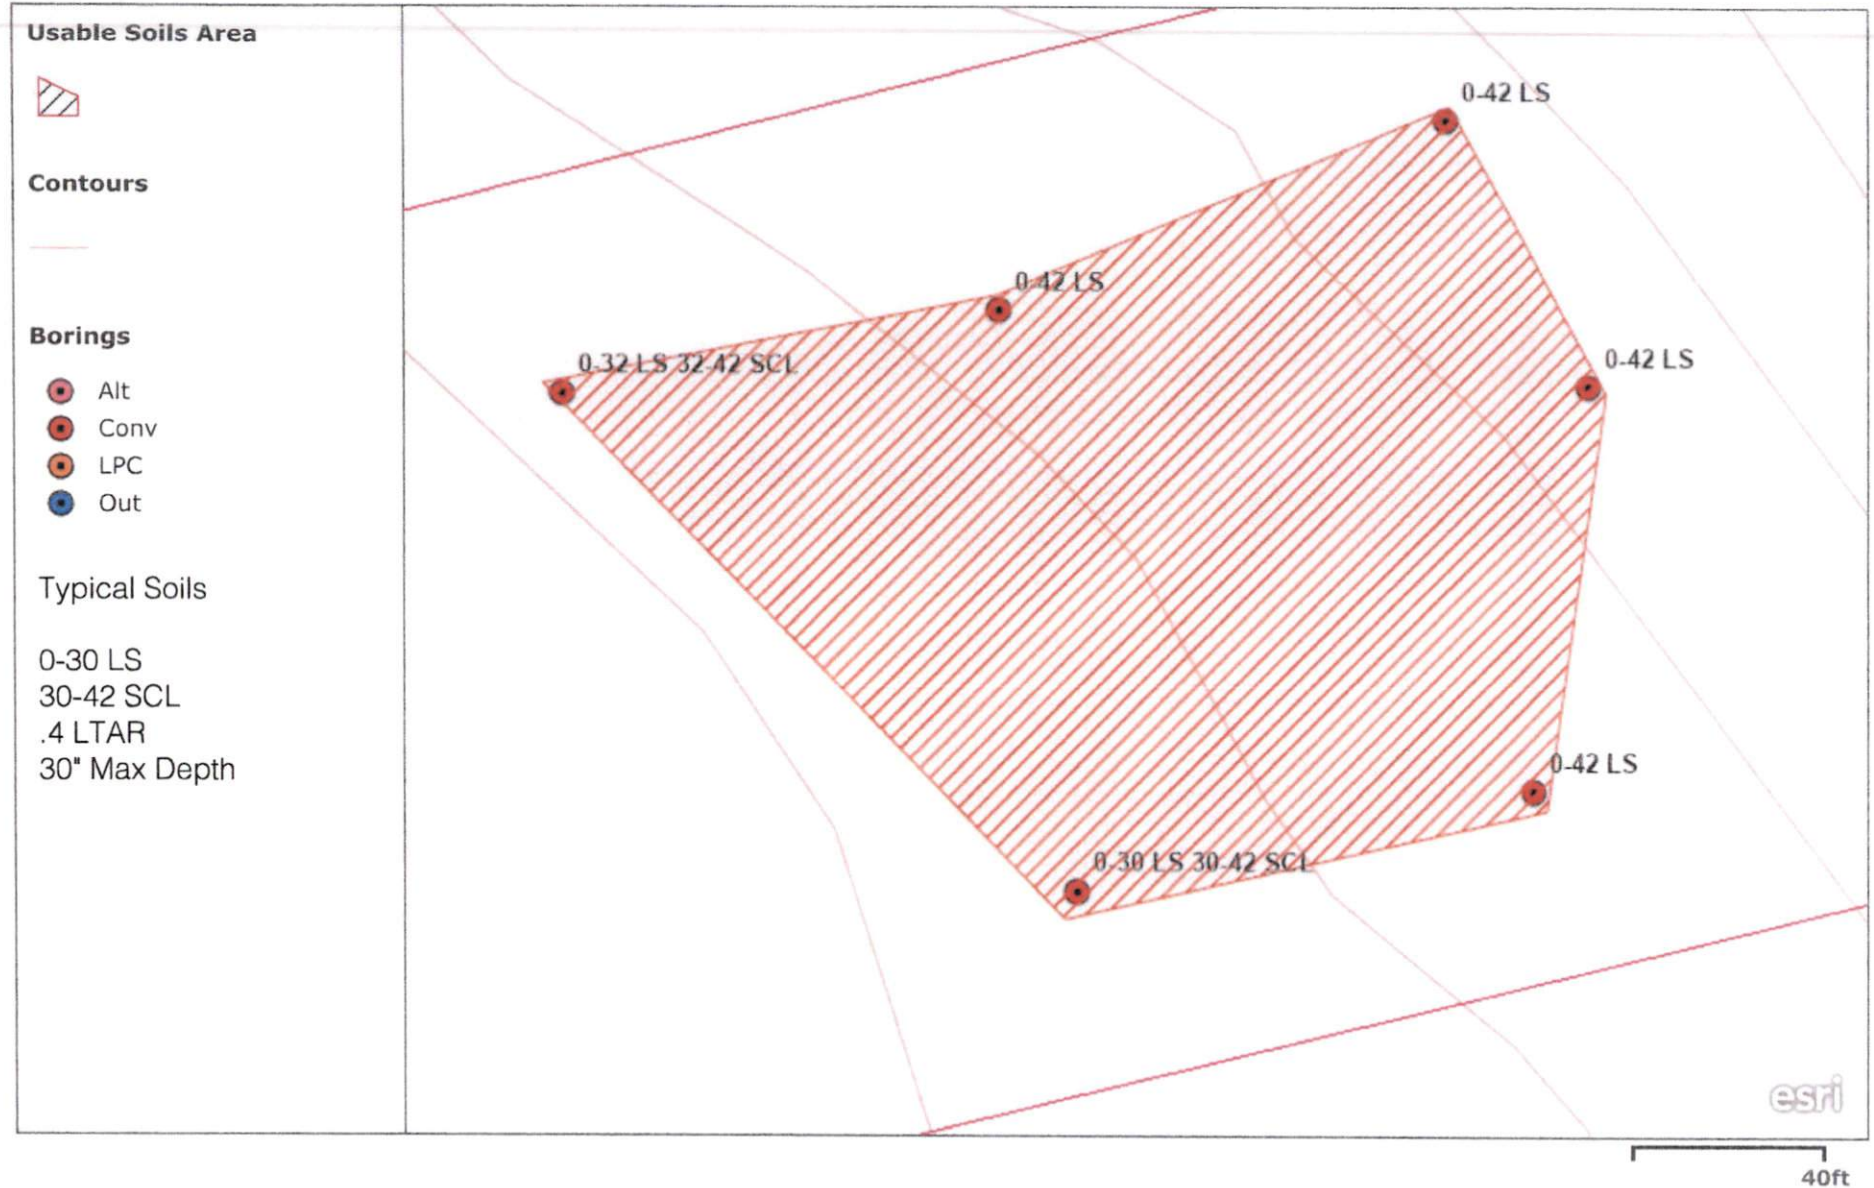 Usable Soils Area
Contours
Borings
Alt
Conv
LPC
Out
Typical Soils
0-30 LS
30-42 SCL
.4 LTAR
30" Max Depth
0-42 LS
0-42 LS
0-32 LS 32-42 SCL
0-42 LS
0-42 LS
0-30 LS 30-42 SCL
esri
40ft